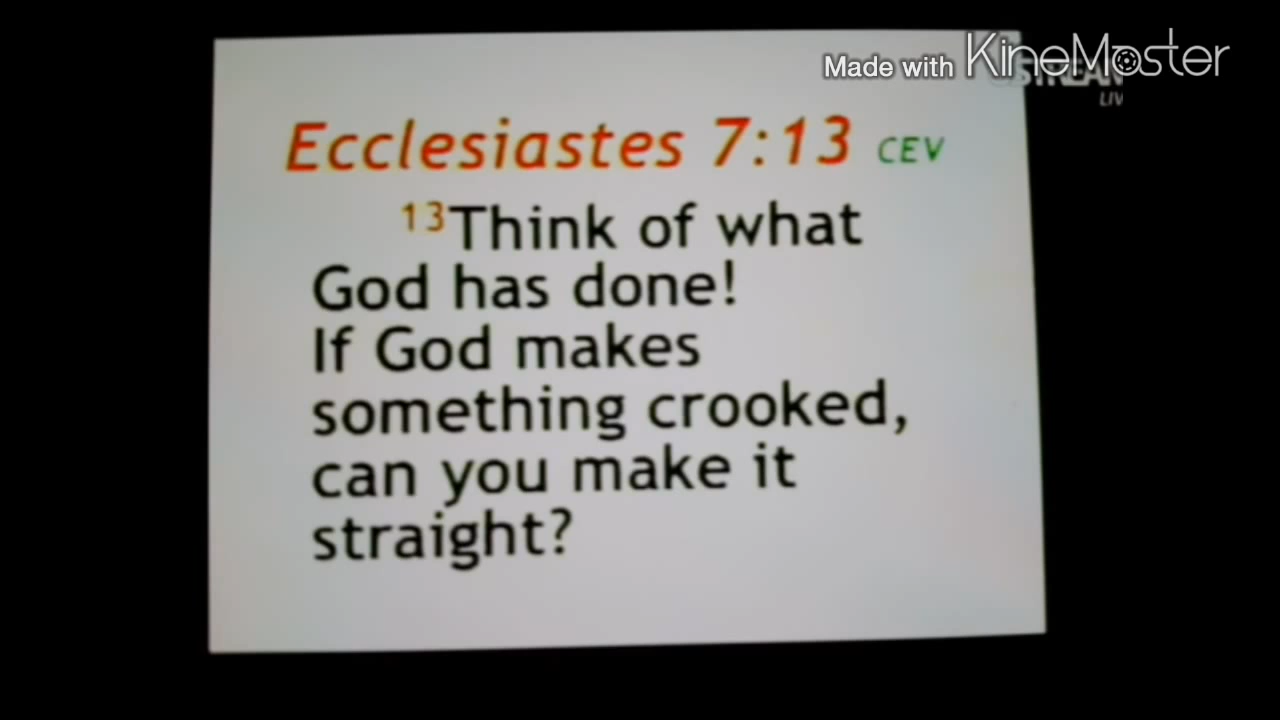 Made with KineMaster
LIV
Ecclesiastes 7:13 CEV
13Think of what
God has done!
If God makes
something crooked,
can you make it
straight?